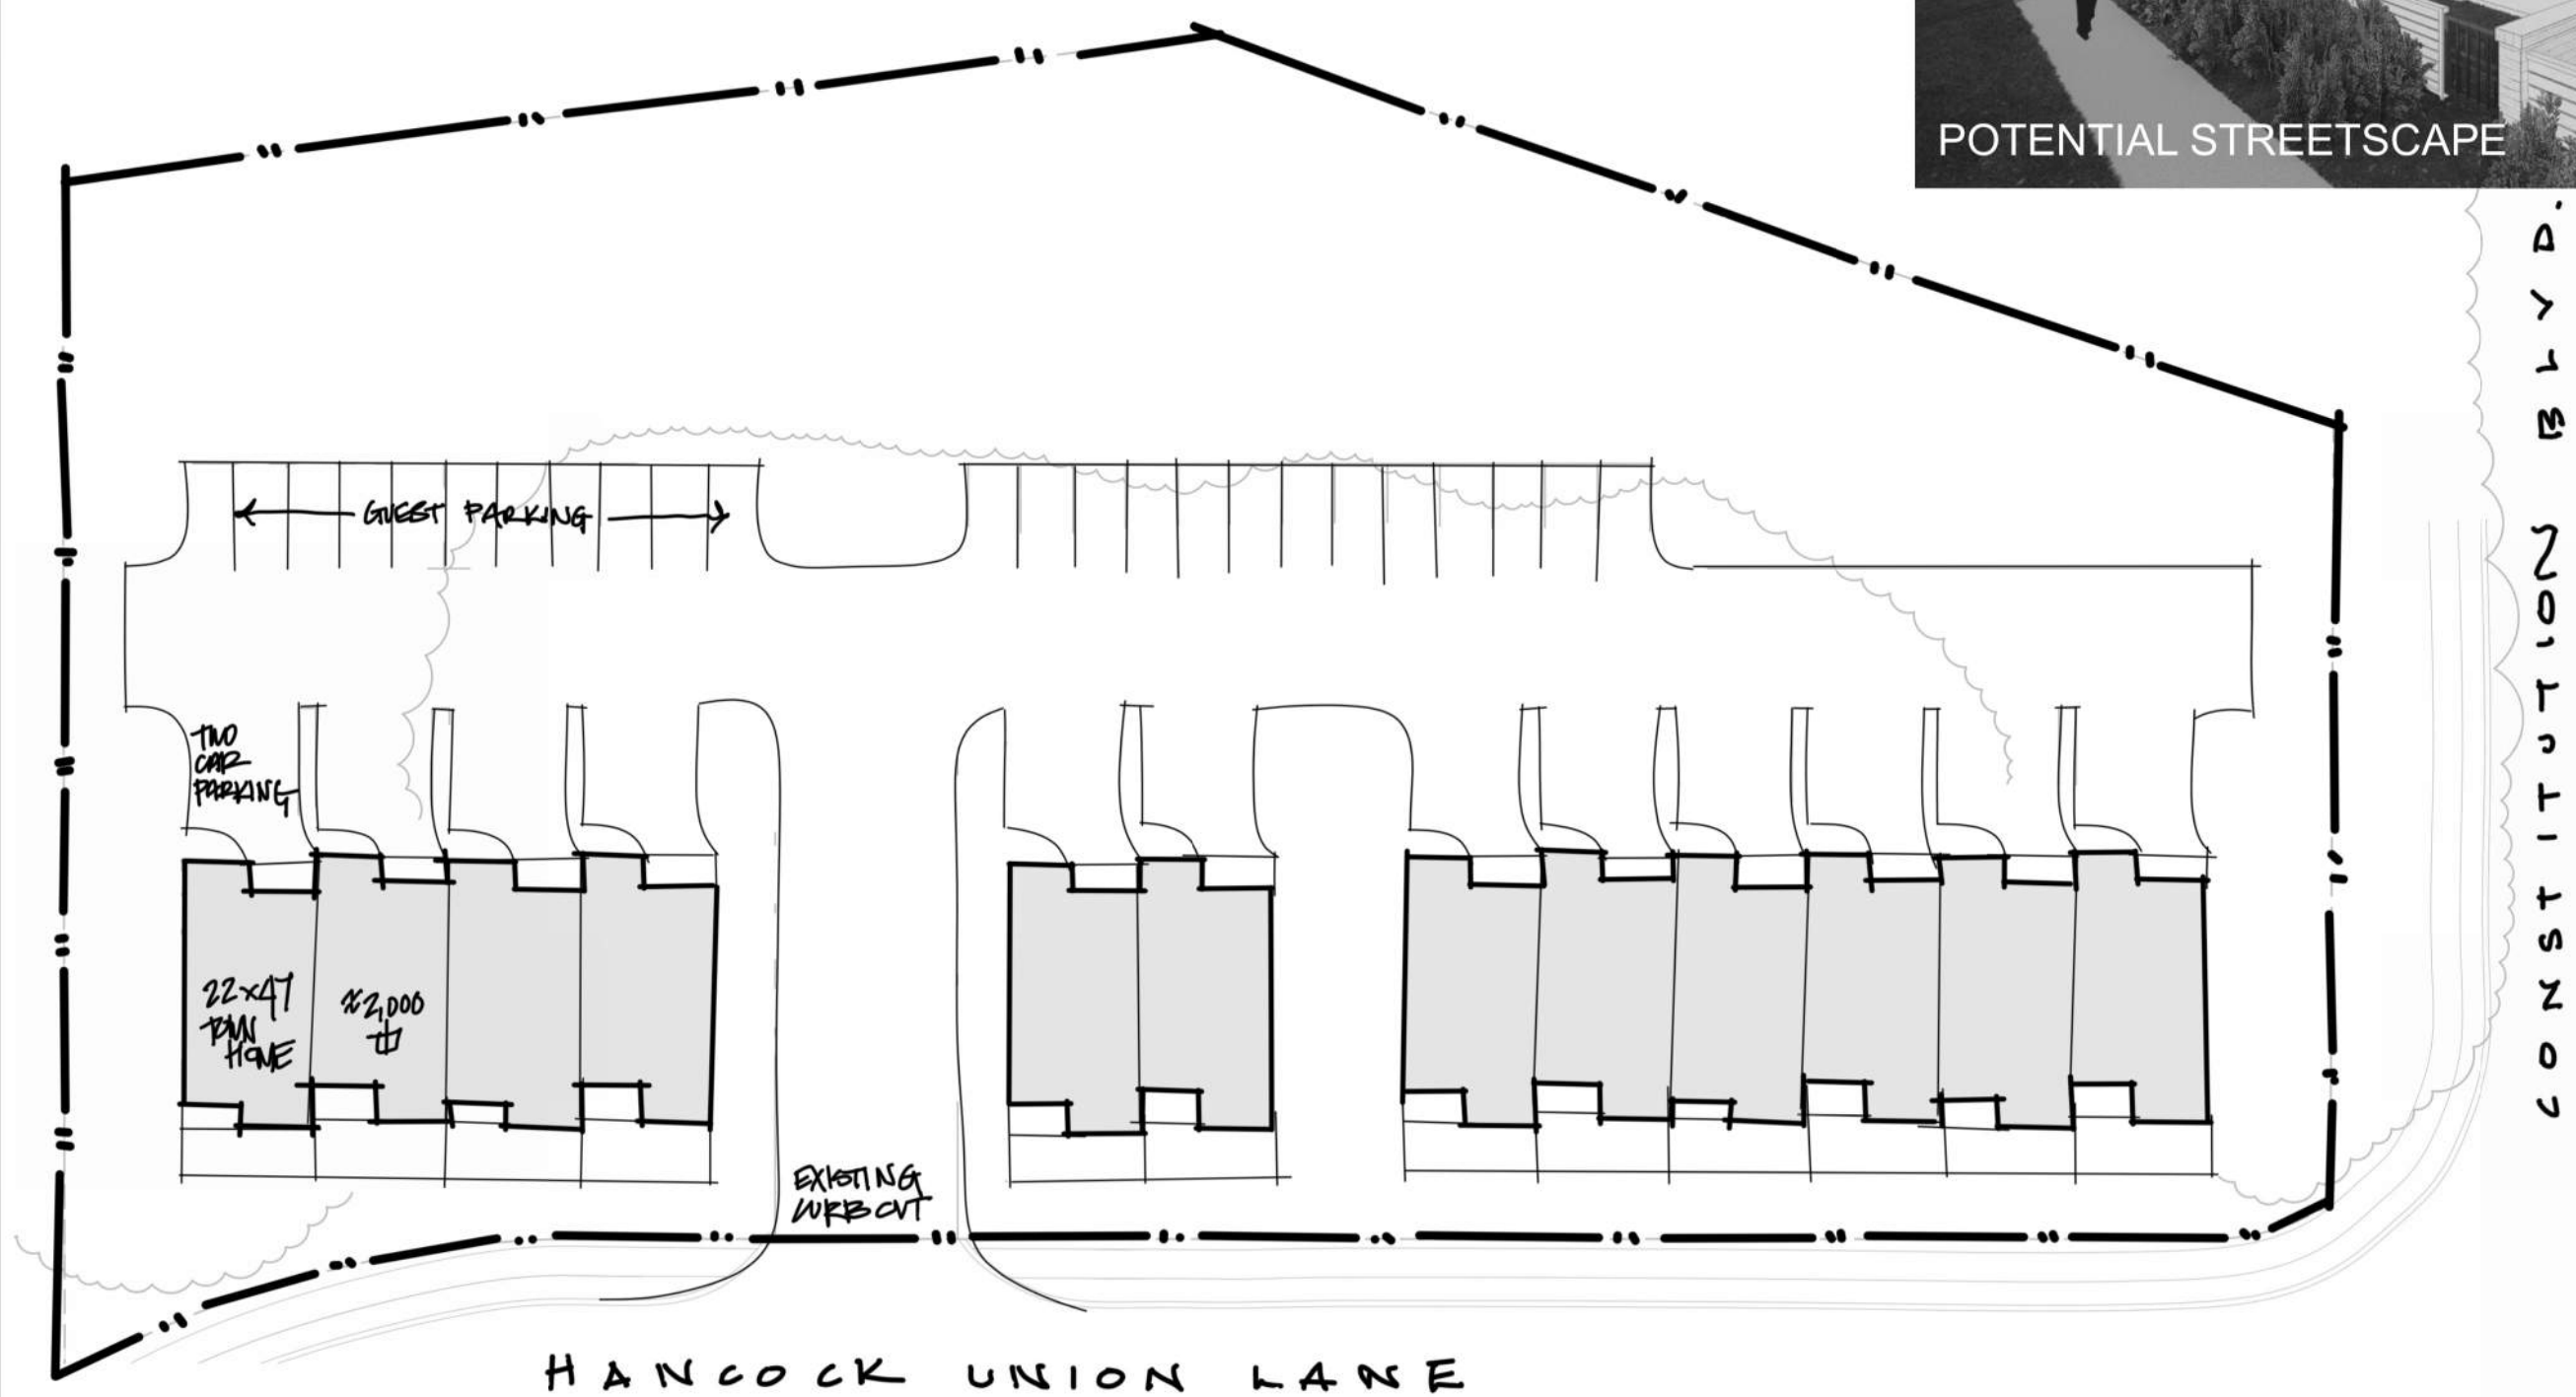 POTENTIAL STREETSCAPE
CONSTITUTION BLVD.
GUEST PARKING
TWO
CAR
PARKING
22x47
TOWN
HOME
≈2,000
EXISTING
CURB CUT
HANCOCK UNION LANE